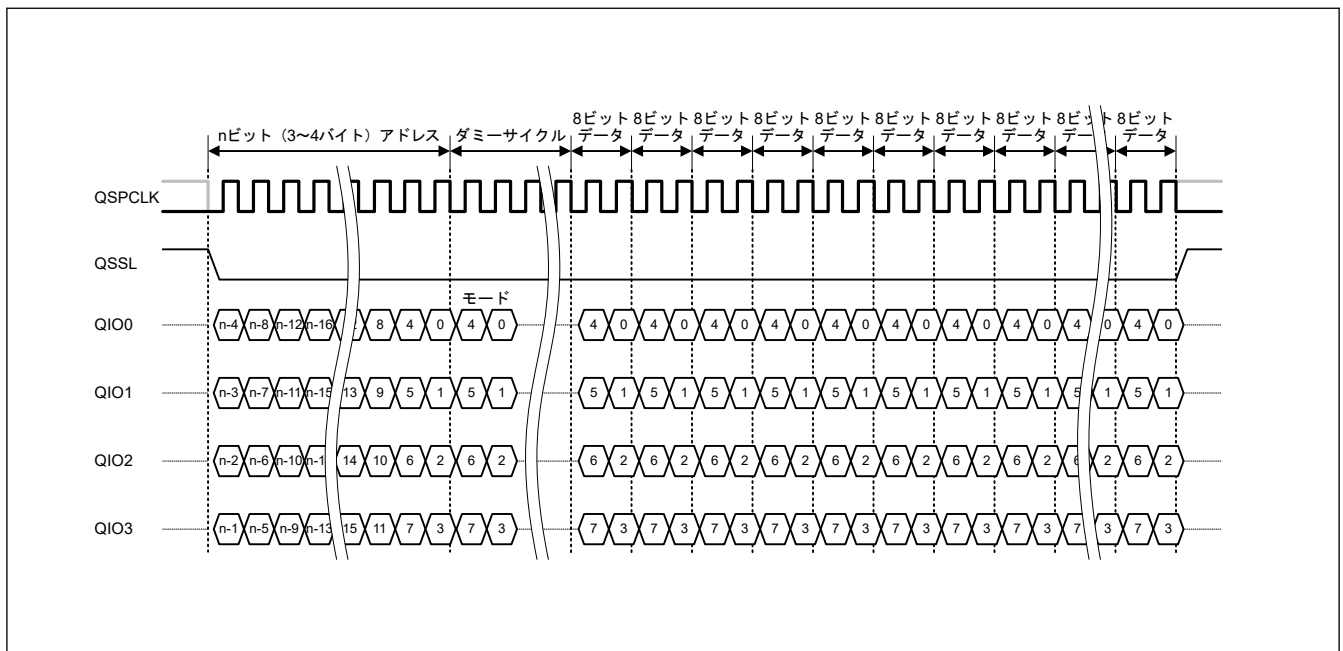 8ビット 8ビット 8ビット 8ビット 8ビット 8ビット 8ビット 8ビット 8ビット 8ビット
nビット（3～4バイト）アドレス ダミーサイクル データ データ データ データ データ データ データ データ データ データ
QSPCLK
QSSL
モード
QIO0 n-4 n-8 n-12 n-16 8 4 0 4 0 4 0 4 0 4 0 4 0 4 0 4 0 4 0 4 0 4 0 4 0
QIO1 n-3 n-7 n-11 n-15 13 9 5 1 5 1 5 1 5 1 5 1 5 1 5 1 5 1 5 1 5 1 5 1 5 1
QIO2 n-2 n-6 n-10 14 10 6 2 6 2 6 2 6 2 6 2 6 2 6 2 6 2 6 2 6 2 6 2 6 2
QIO3 n-1 n-5 n-9 n-13 15 11 7 3 7 3 7 3 7 3 7 3 7 3 7 3 7 3 7 3 7 3 7 3 7 3